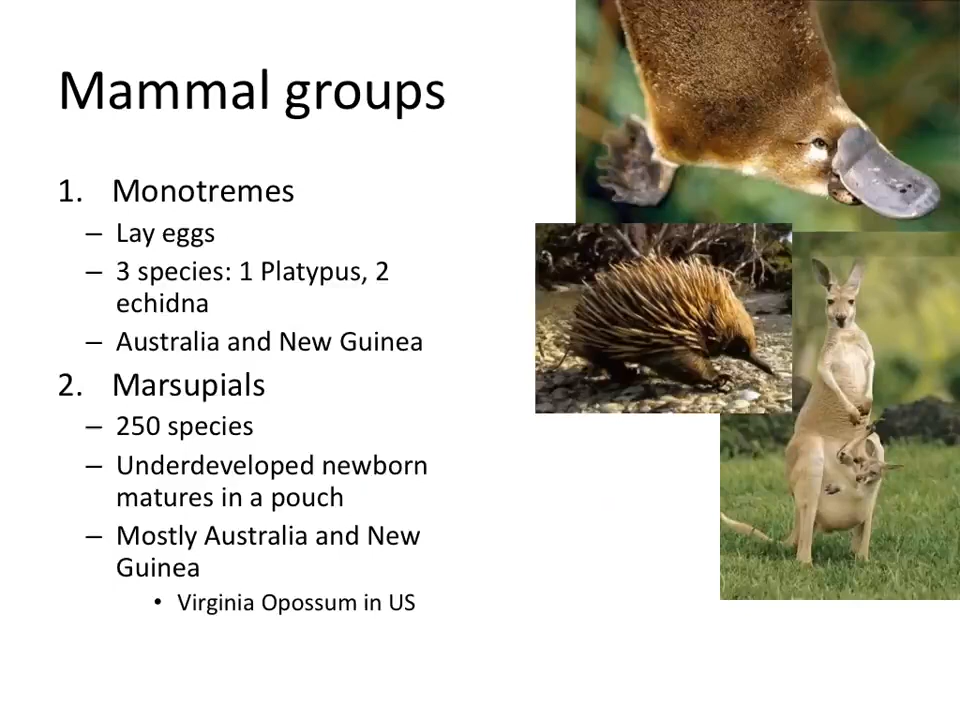 Mammal groups
1. Monotremes
– Lay eggs
– 3 species: 1 Platypus, 2
echidna
– Australia and New Guinea
2. Marsupials
– 250 species
– Underdeveloped newborn
matures in a pouch
– Mostly Australia and New
Guinea
• Virginia Opossum in US